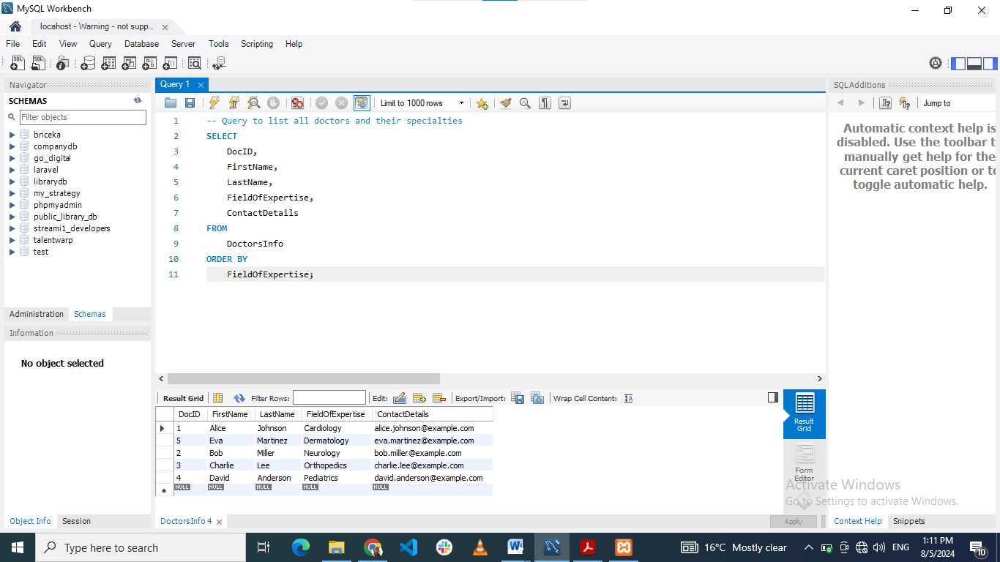 MySQL Workbench
locahost - Warning - not supp...
File Edit View Query Database Server Tools Scripting Help
Navigator
SCHEMAS
Filter objects
briceka
companydb
go_digital
laravel
librarydb
my_strategy
phpmyadmin
public_library_db
streami1_developers
talentwarp
test
Administration Schemas
Information
No object selected
Object Info Session
Query 1
Limit to 1000 rows
1 -- Query to list all doctors and their specialties
2 SELECT
3 DocID,
4 FirstName,
5 LastName,
6 FieldOfExpertise,
7 ContactDetails
8 FROM
9 DoctorsInfo
10 ORDER BY
11 FieldOfExpertise;
Result Grid Filter Rows: Edit: Export/Import: Wrap Cell Content:
DocID FirstName LastName FieldOfExpertise ContactDetails
1 Alice Johnson Cardiology alice.johnson@example.com
5 Eva Martinez Dermatology eva.martinez@example.com
2 Bob Miller Neurology bob.miller@example.com
3 Charlie Lee Orthopedics charlie.lee@example.com
4 David Anderson Pediatrics david.anderson@example.com
NULL NULL NULL NULL NULL
Result
Grid
Form
Editor
DoctorsInfo 4
Apply
SQLAdditions
Jump to
Automatic context help is
disabled. Use the toolbar t
manually get help for the
current caret position or to
toggle automatic help.
Activate Windows
Go to Settings to activate Windows.
Context Help Snippets
Type here to search
16°C Mostly clear
ENG
1:11 PM
8/5/2024
10